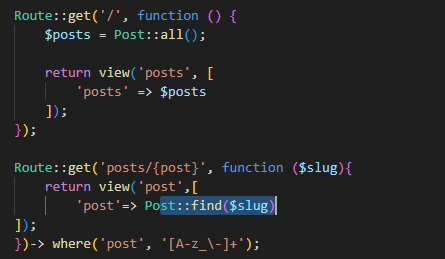 Route::get('/', function () {
    $posts = Post::all();

    return view('posts', [
        'posts' => $posts
    ]);
});

Route::get('posts/{post}', function ($slug){
    return view('post',[
        'post'=> Post::find($slug)
]);
})-> where('post', '[A-z_\-]+');